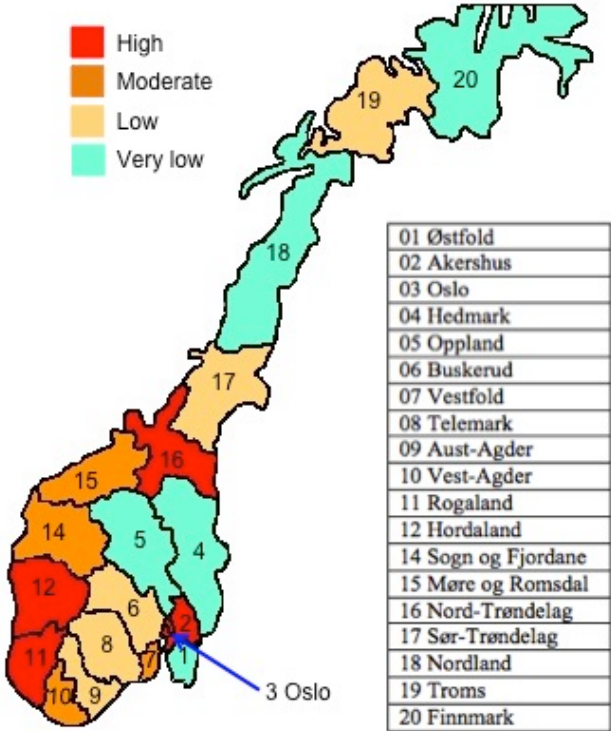 High
Moderate
Low
Very low
20
19
18
17
16
15
14
5
4
12
6
8
2
11
7
1
10
9
3 Oslo
01 Østfold
02 Akershus
03 Oslo
04 Hedmark
05 Oppland
06 Buskerud
07 Vestfold
08 Telemark
09 Aust-Agder
10 Vest-Agder
11 Rogaland
12 Hordaland
14 Sogn og Fjordane
15 Møre og Romsdal
16 Nord-Trøndelag
17 Sør-Trøndelag
18 Nordland
19 Troms
20 Finnmark